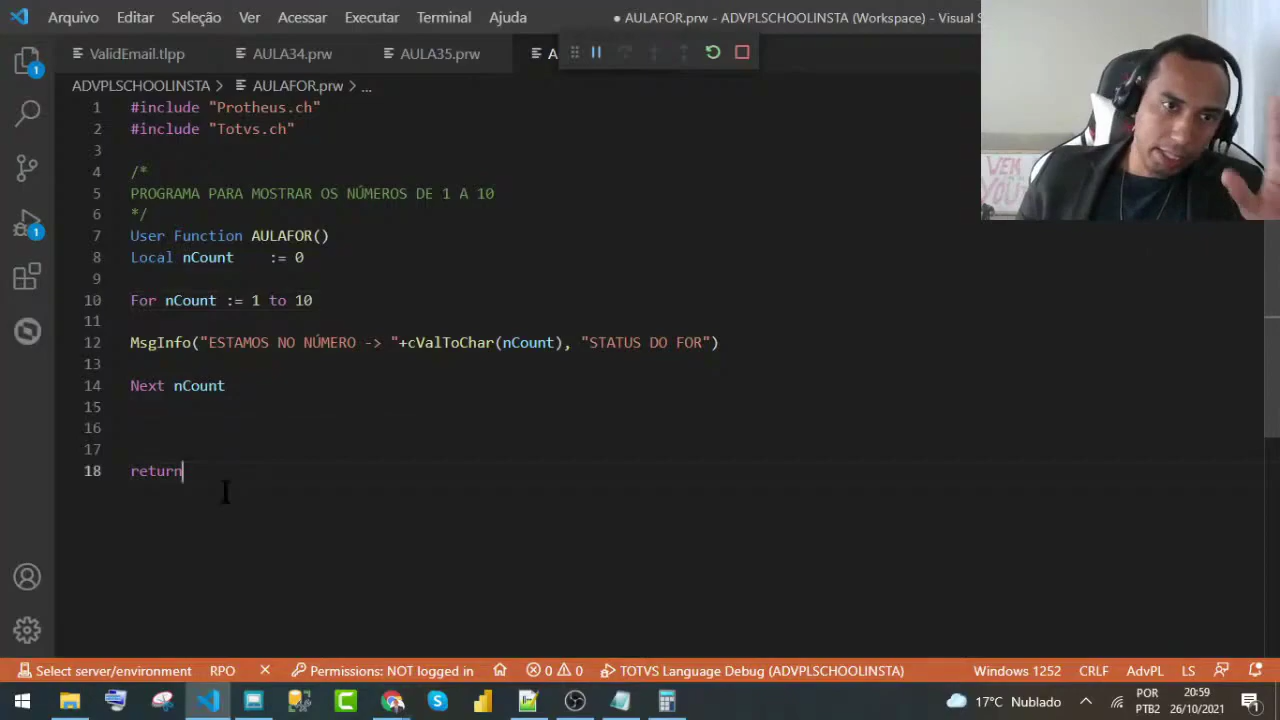 Arquivo Editar Seleção Ver Acessar Executar Terminal Ajuda ● AULAFOR.prw - ADVPLSCHOOLINSTA (Workspace) - Visual S
ValidEmail.tlpp AULA34.prw AULA35.prw A
ADVPLSCHOOLINSTA > AULAFOR.prw > ...
1 #include "Protheus.ch"
2 #include "Totvs.ch"
3
4 /*
5 PROGRAMA PARA MOSTRAR OS NÚMEROS DE 1 A 10
6 */
7 User Function AULAFOR()
8 Local nCount := 0
9
10 For nCount := 1 to 10
11
12 MsgInfo("ESTAMOS NO NÚMERO -> "+cValToChar(nCount), "STATUS DO FOR")
13
14 Next nCount
15
16
17
18 return
1
1
VEM
Select server/environment RPO Permissions: NOT logged in 0 0 TOTVS Language Debug (ADVPLSCHOOLINSTA) Windows 1252 CRLF AdvPL LS
17°C Nublado POR 20:59
PTB2 26/10/2021 1